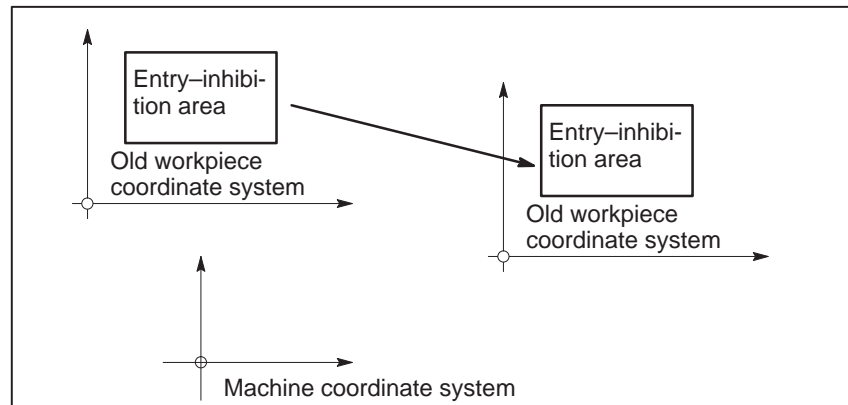 Entry–inhibi-
tion area
Old workpiece
coordinate system
Entry–inhibi-
tion area
Old workpiece
coordinate system
Machine coordinate system